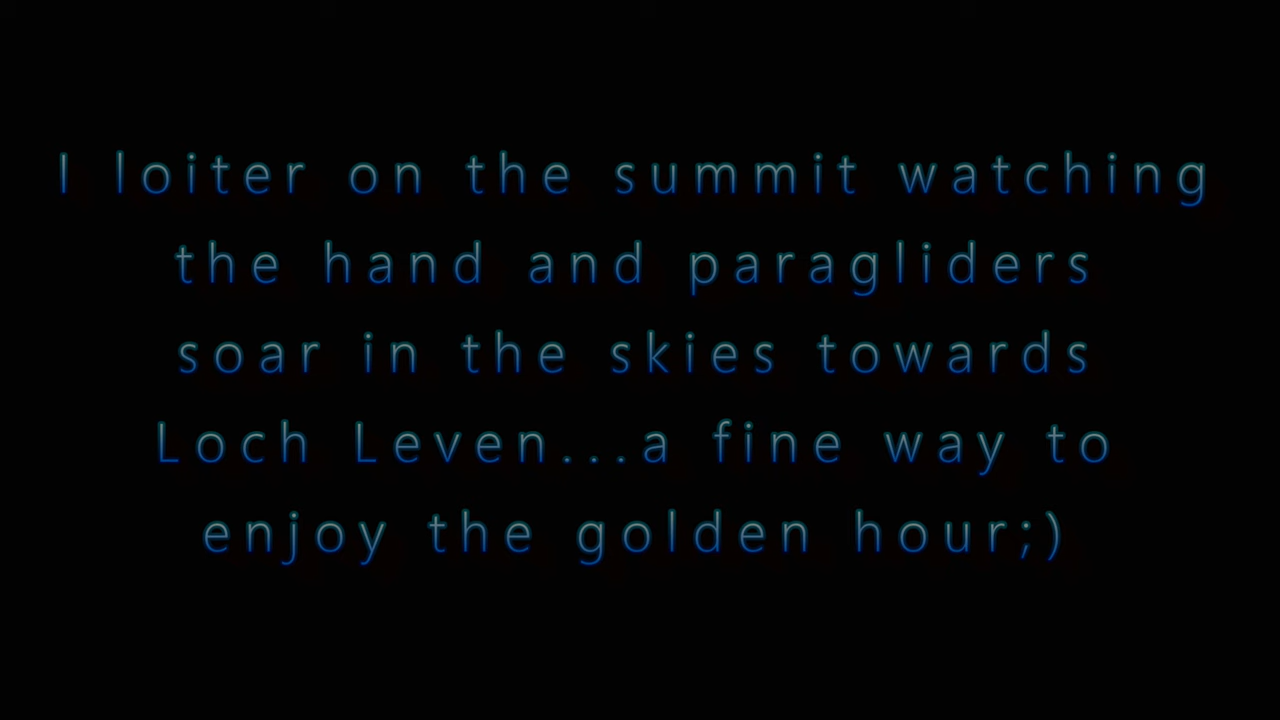 I loiter on the summit watching
the hand and paragliders
soar in the skies towards
Loch Leven...a fine way to
enjoy the golden hour;)